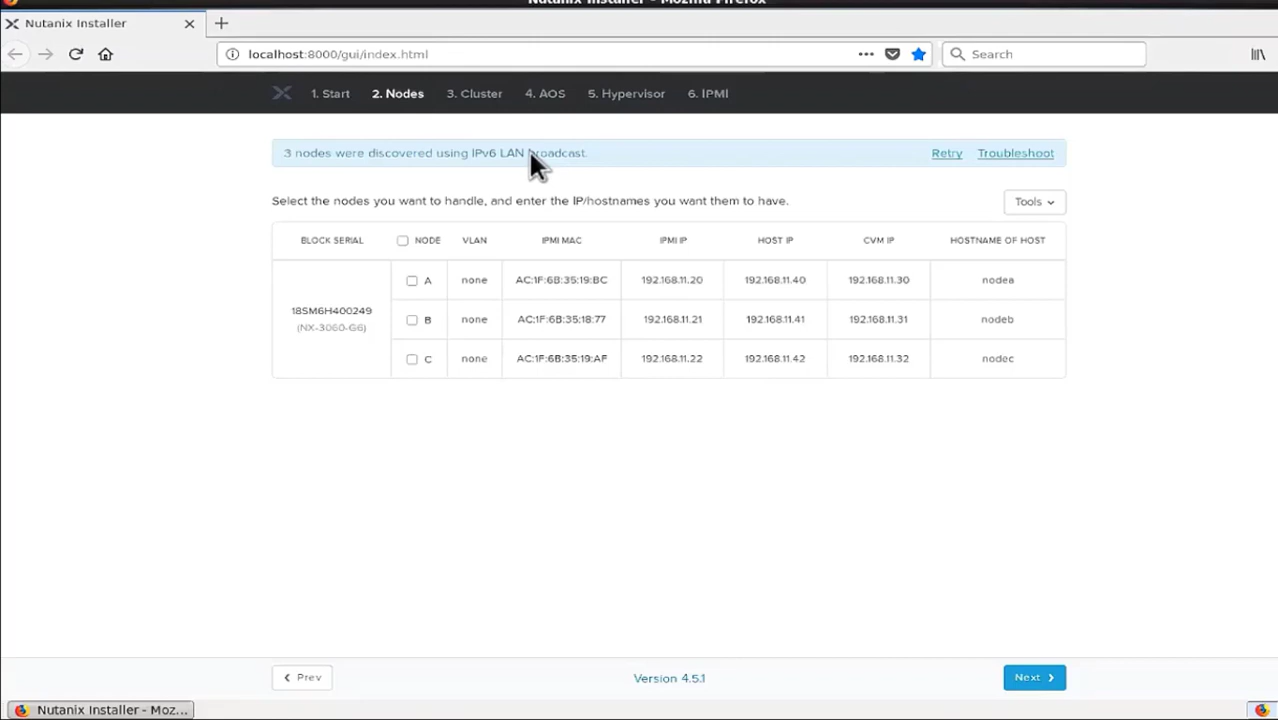 Nutanix Installer - Mozilla Firefox
Nutanix Installer
localhost:8000/gui/index.html
Search
1. Start 2. Nodes 3. Cluster 4. AOS 5. Hypervisor 6. IPMI
3 nodes were discovered using IPv6 LAN broadcast. Retry Troubleshoot
Select the nodes you want to handle, and enter the IP/hostnames you want them to have. Tools
BLOCK SERIAL NODE VLAN IPMI MAC IPMI IP HOST IP CVM IP HOSTNAME OF HOST
18SM6H400249
(NX-3060-G6)
A none AC:1F:6B:35:19:BC 192.168.11.20 192.168.11.40 192.168.11.30 nodea
B none AC:1F:6B:35:18:77 192.168.11.21 192.168.11.41 192.168.11.31 nodeb
C none AC:1F:6B:35:19:AF 192.168.11.22 192.168.11.42 192.168.11.32 nodec
Prev Version 4.5.1 Next
Nutanix Installer - Moz...